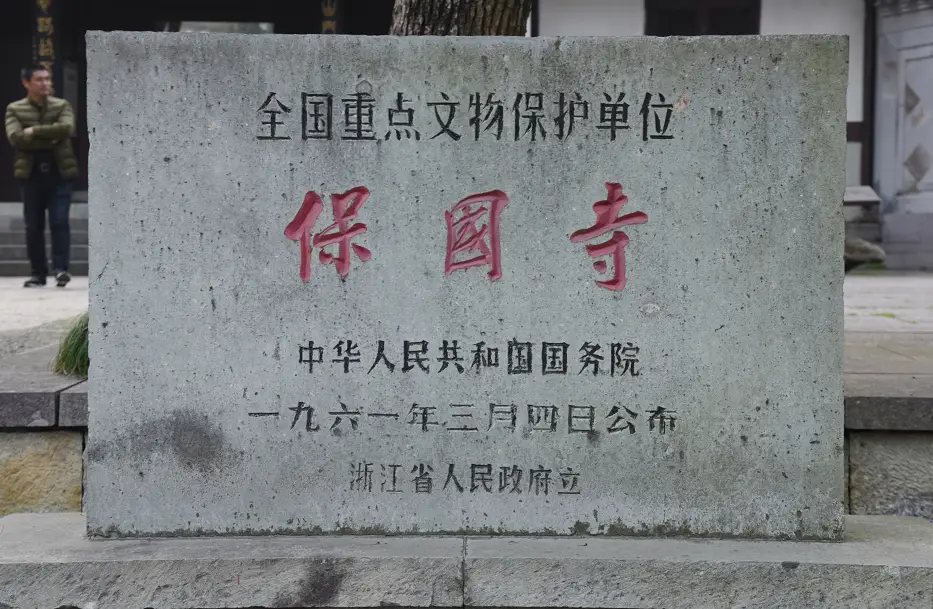 全国重点文物保护单位
保國寺
中华人民共和国国务院
一九六一年三月四日公布
浙江省人民政府立